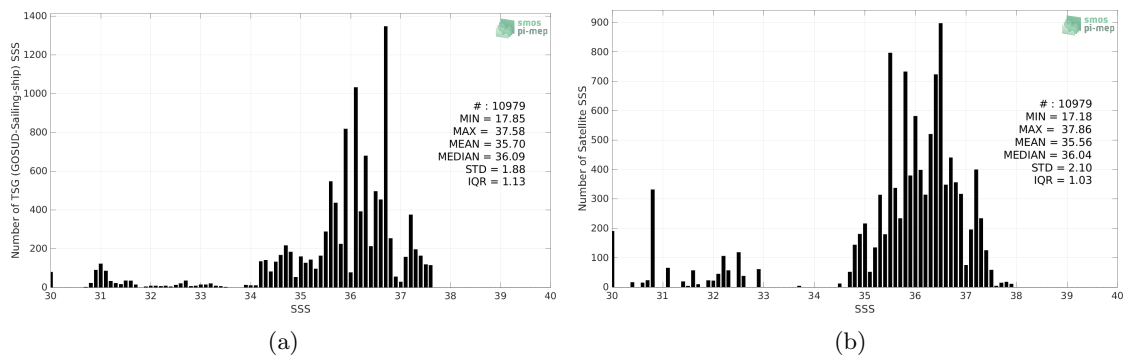 1400
1200
1000
800
600
400
200
0
Number of TSG (GOSUD-Sailing-ship) SSS
smos
pi-mep
# : 10979
MIN = 17.85
MAX = 37.58
MEAN = 35.70
MEDIAN = 36.09
STD = 1.88
IQR = 1.13
30 31 32 33 34 35 36 37 38 39 40
SSS
(a)
900
800
700
600
500
400
300
200
100
0
Number of Satellite SSS
smos
pi-mep
# : 10979
MIN = 17.18
MAX = 37.86
MEAN = 35.56
MEDIAN = 36.04
STD = 2.10
IQR = 1.03
30 31 32 33 34 35 36 37 38 39 40
SSS
(b)